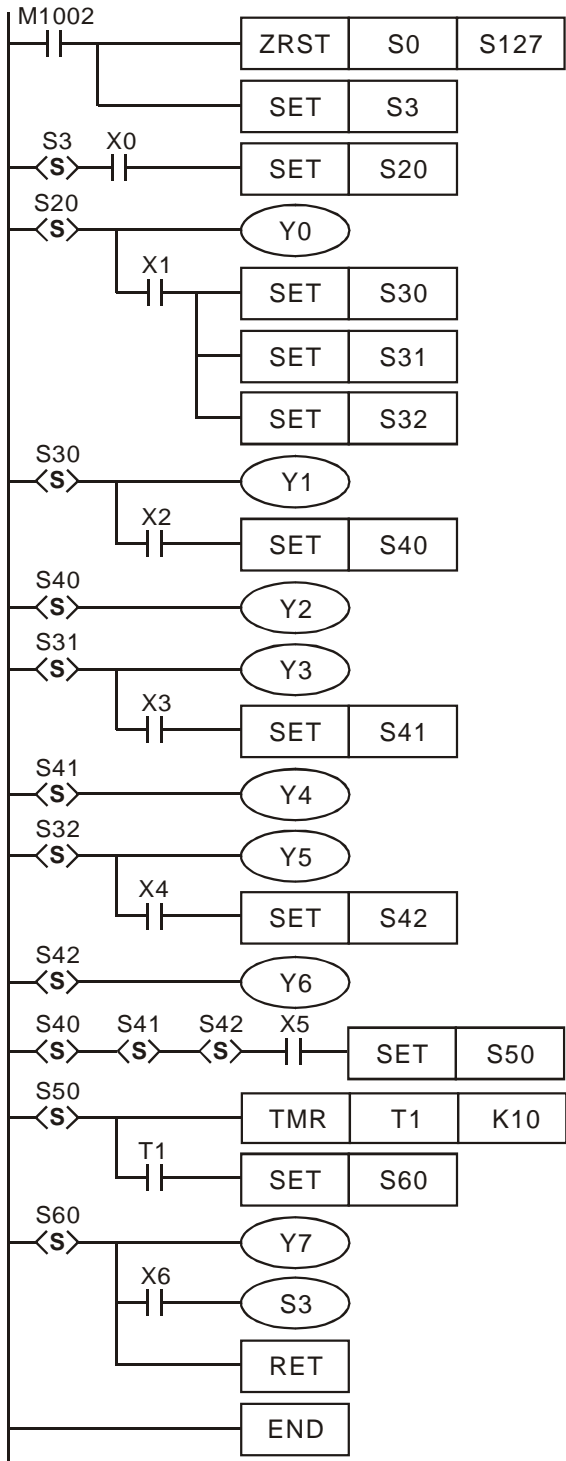 M1002
ZRST S0 S127
SET S3
S3 X0
S SET S20
S20
S Y0
X1
SET S30
SET S31
SET S32
S30
S Y1
X2
SET S40
S40
S Y2
S31
S Y3
X3
SET S41
S41
S Y4
S32
S Y5
X4
SET S42
S42
S Y6
S40 S41 S42 X5
S S S SET S50
S50
S TMR T1 K10
T1
SET S60
S60
S Y7
X6
S3
RET
END